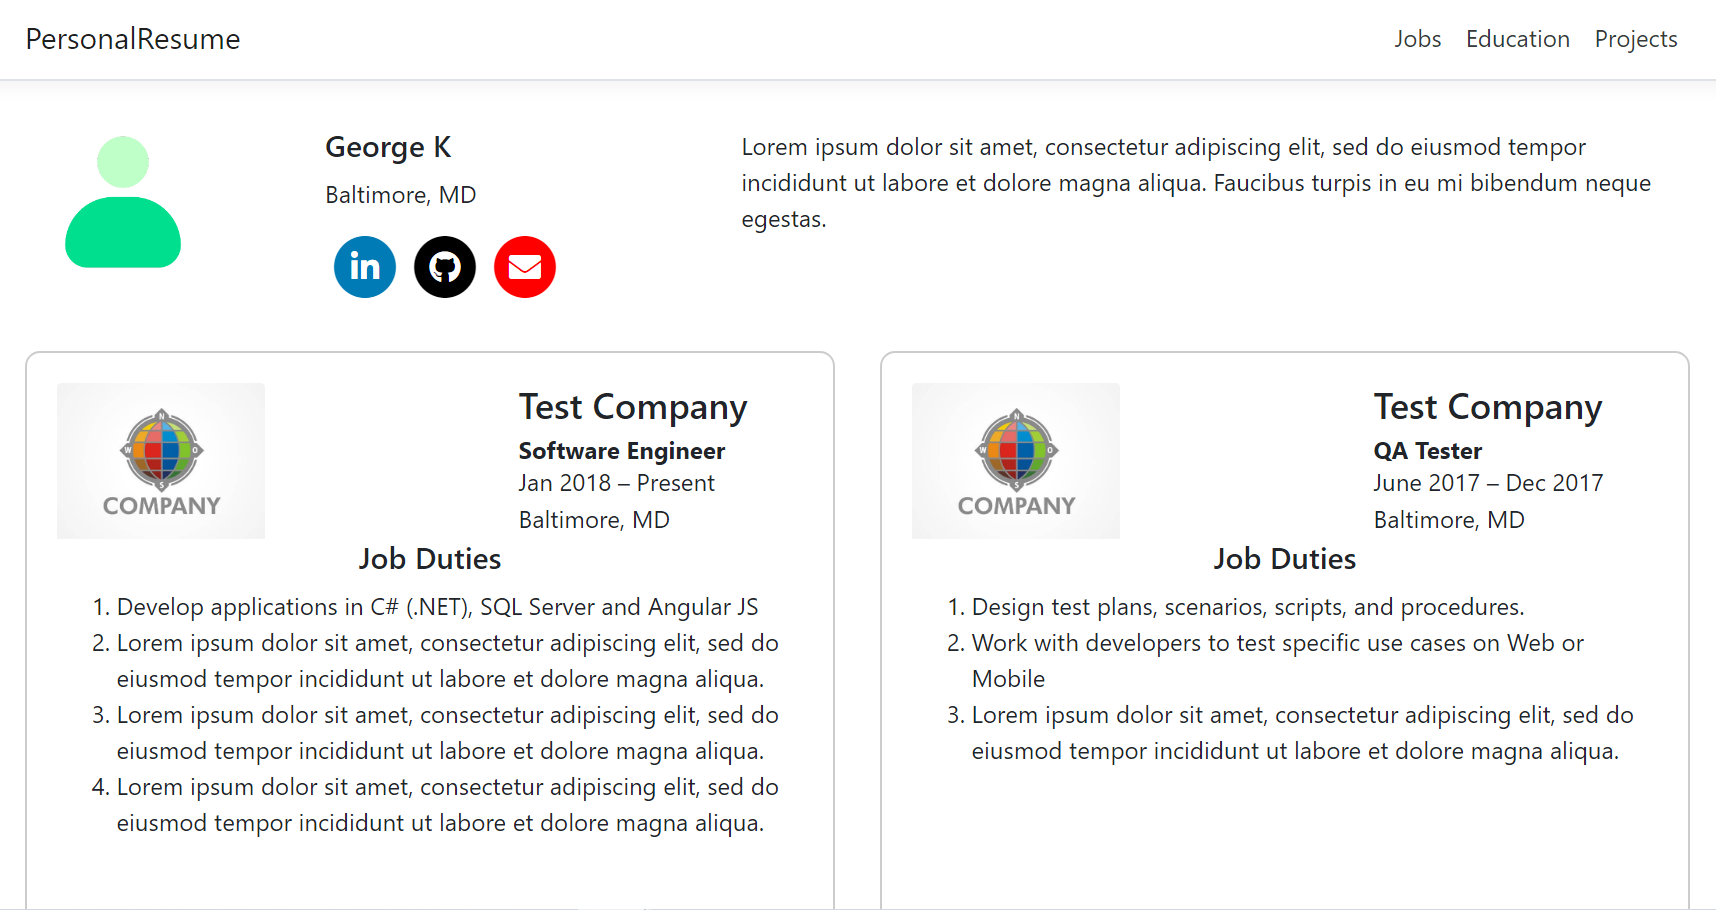 PersonalResume
Jobs Education Projects
George K
Baltimore, MD
in
Lorem ipsum dolor sit amet, consectetur adipiscing elit, sed do eiusmod tempor
incididunt ut labore et dolore magna aliqua. Faucibus turpis in eu mi bibendum neque
egestas.
N
W O
S
COMPANY
Test Company
Software Engineer
Jan 2018 – Present
Baltimore, MD
Job Duties
1. Develop applications in C# (.NET), SQL Server and Angular JS
2. Lorem ipsum dolor sit amet, consectetur adipiscing elit, sed do
eiusmod tempor incididunt ut labore et dolore magna aliqua.
3. Lorem ipsum dolor sit amet, consectetur adipiscing elit, sed do
eiusmod tempor incididunt ut labore et dolore magna aliqua.
4. Lorem ipsum dolor sit amet, consectetur adipiscing elit, sed do
eiusmod tempor incididunt ut labore et dolore magna aliqua.
N
W O
S
COMPANY
Test Company
QA Tester
June 2017 – Dec 2017
Baltimore, MD
Job Duties
1. Design test plans, scenarios, scripts, and procedures.
2. Work with developers to test specific use cases on Web or
Mobile
3. Lorem ipsum dolor sit amet, consectetur adipiscing elit, sed do
eiusmod tempor incididunt ut labore et dolore magna aliqua.